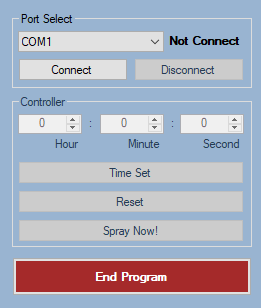 Port Select
COM1 Not Connect
Connect Disconnect
Controller
0 : 0 : 0
Hour Minute Second
Time Set
Reset
Spray Now!
End Program